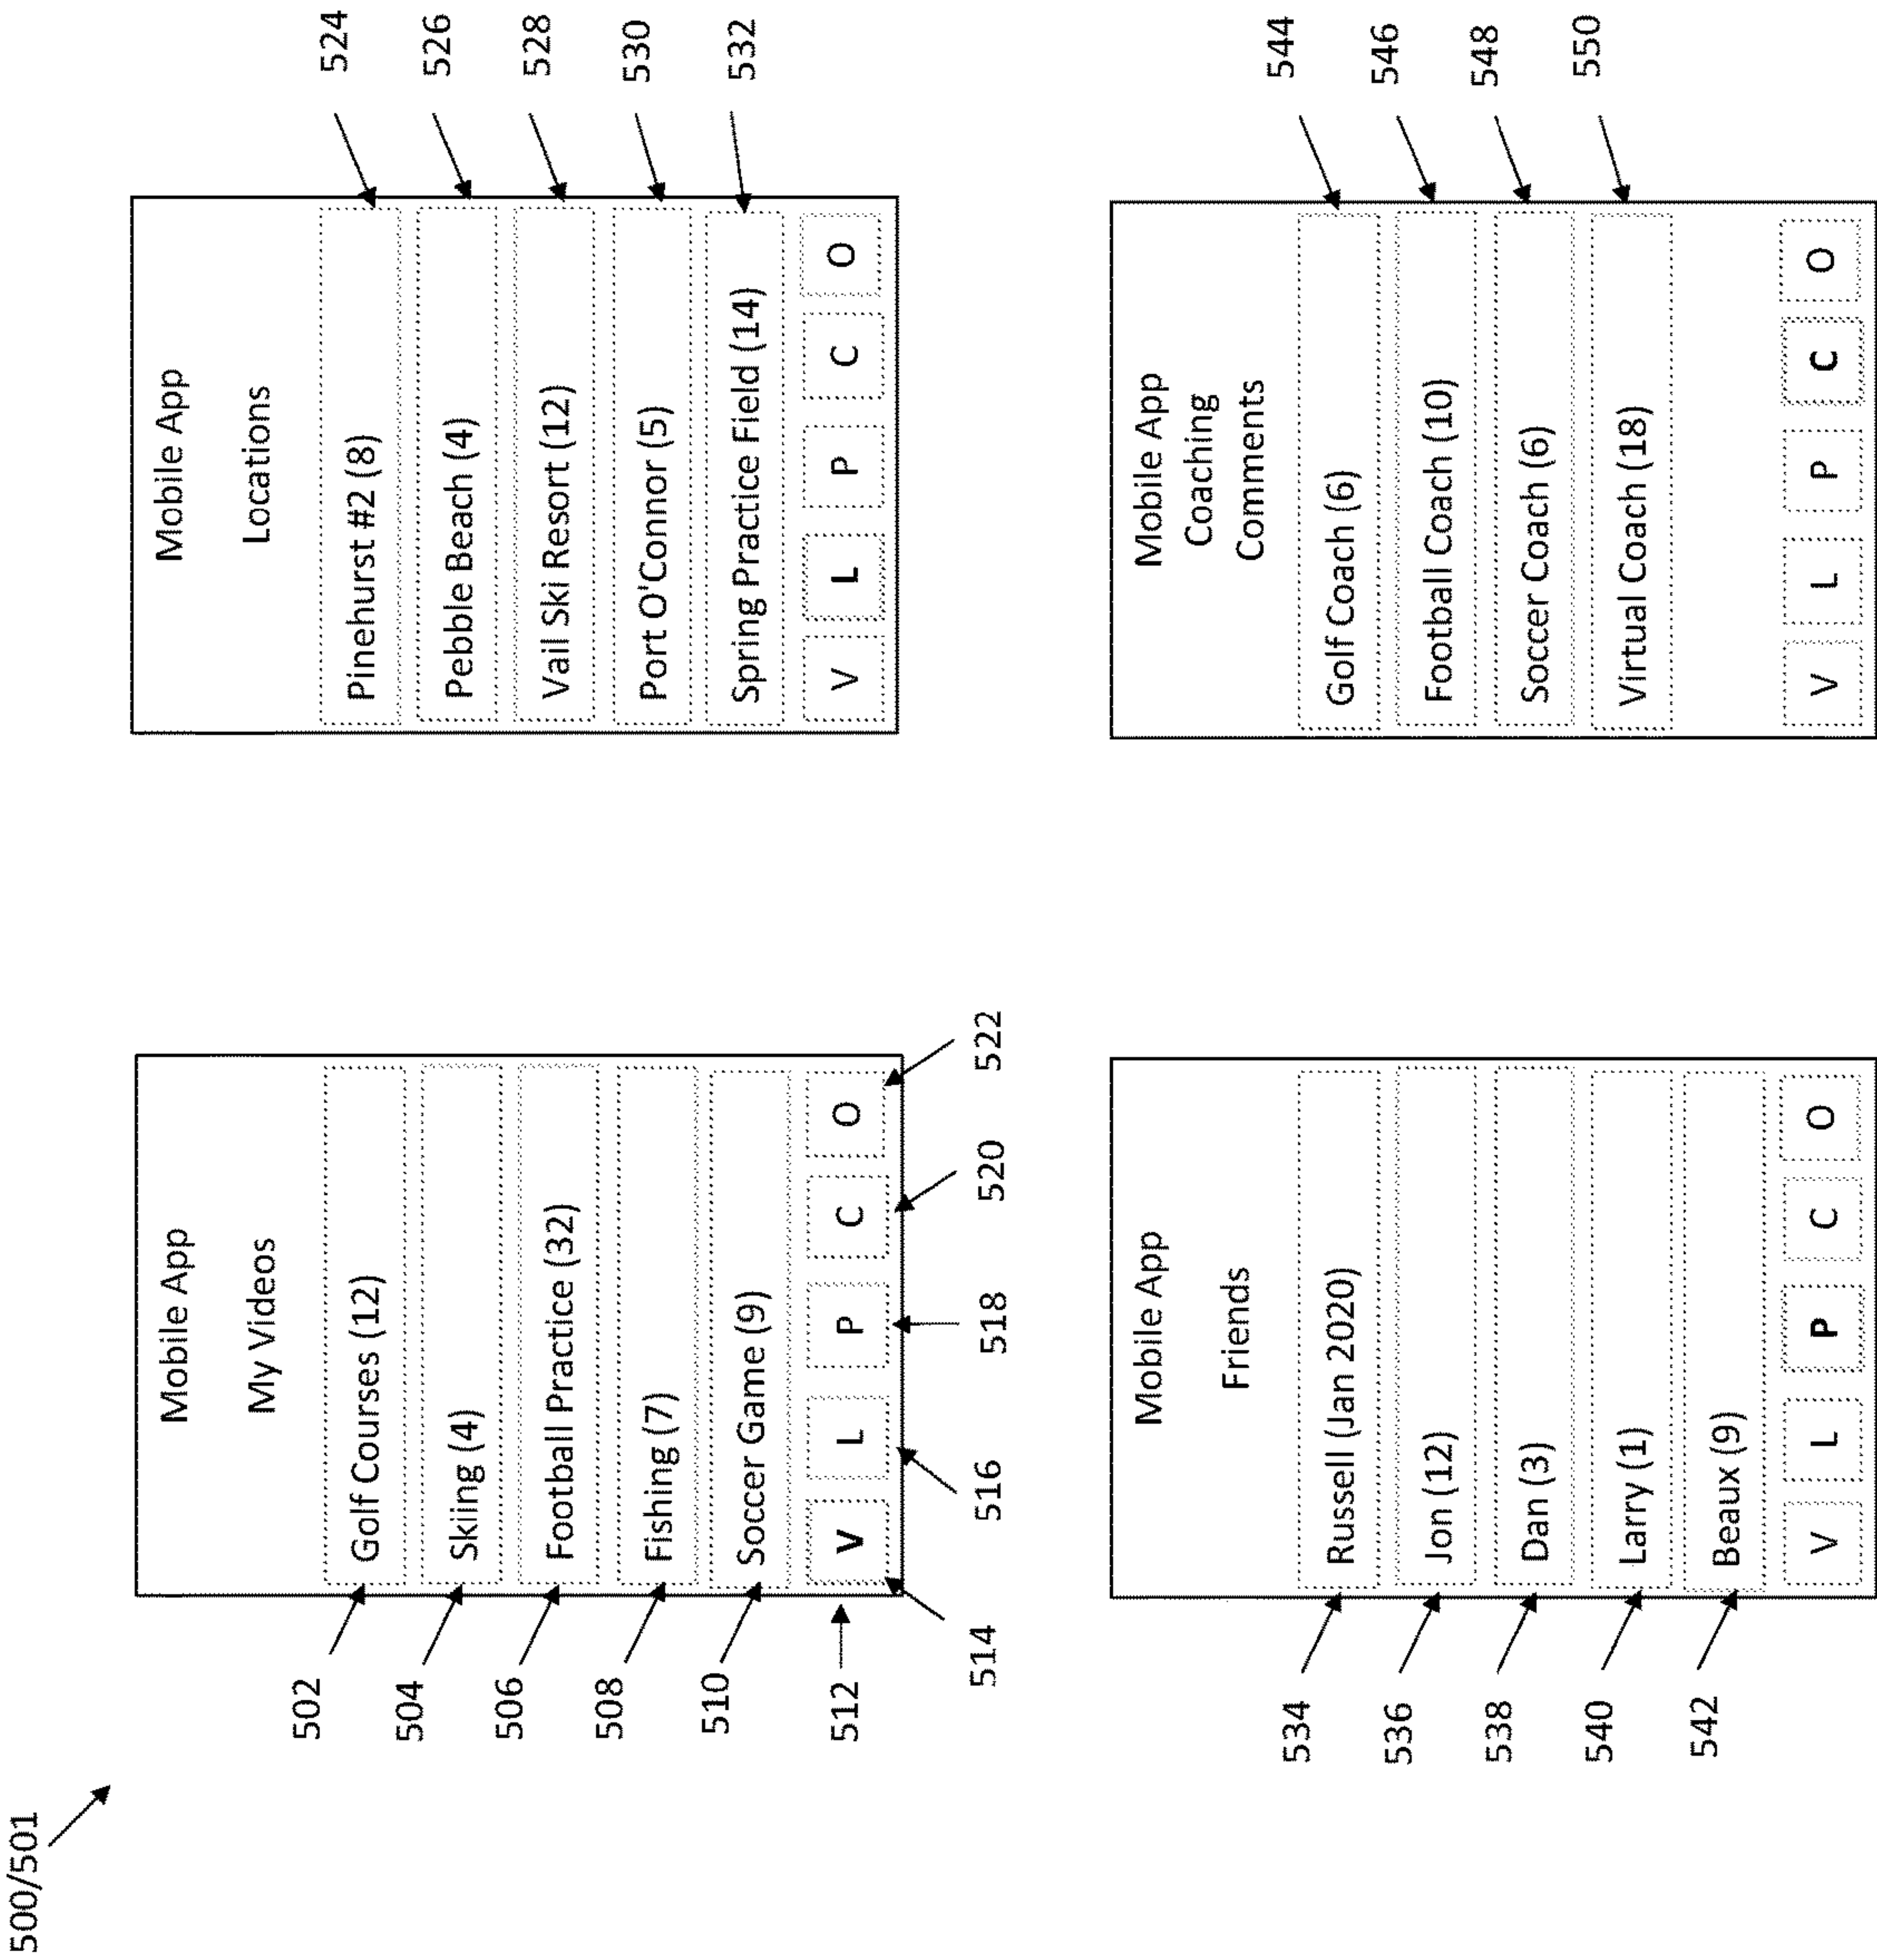 500/501
Mobile App
My Videos
502
Golf Courses (12)
504
Skiing (4)
506
Football Practice (32)
508
Fishing (7)
510
Soccer Game (9)
512
V L P C O
514 516 518 520 522
Mobile App
Locations
Pinehurst #2 (8)
524
Pebble Beach (4)
526
Vail Ski Resort (12)
528
Port O'Connor (5)
530
Spring Practice Field (14)
532
V L P C O
Mobile App
Friends
534
Russell (Jan 2020)
536
Jon (12)
538
Dan (3)
540
Larry (1)
542
Beaux (9)
V L P C O
Mobile App
Coaching
Comments
Golf Coach (6)
544
Football Coach (10)
546
Soccer Coach (6)
548
Virtual Coach (18)
550
V L P C O